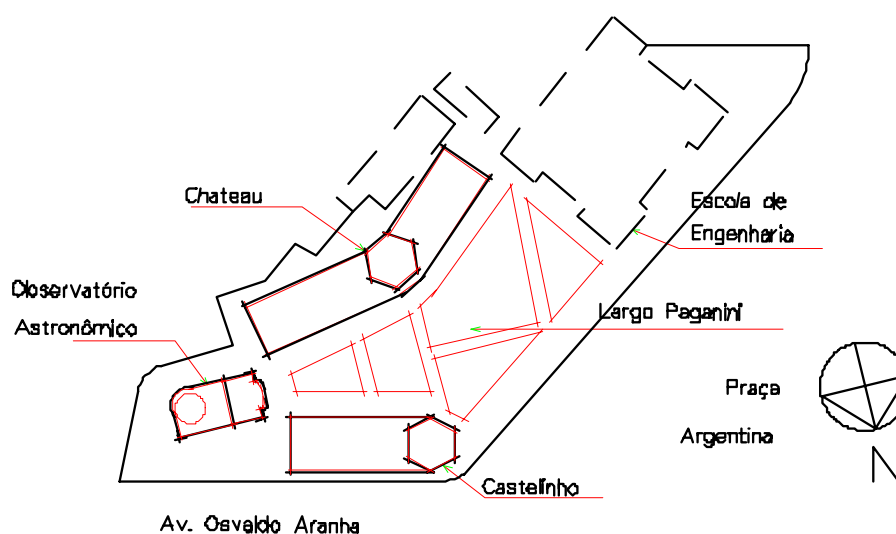 Chateau
Escola de
Engenharia
Observatório
Astronômico
Largo Paganini
Praça
Argentina
Castelinho
N
Av. Osvaldo Aranha